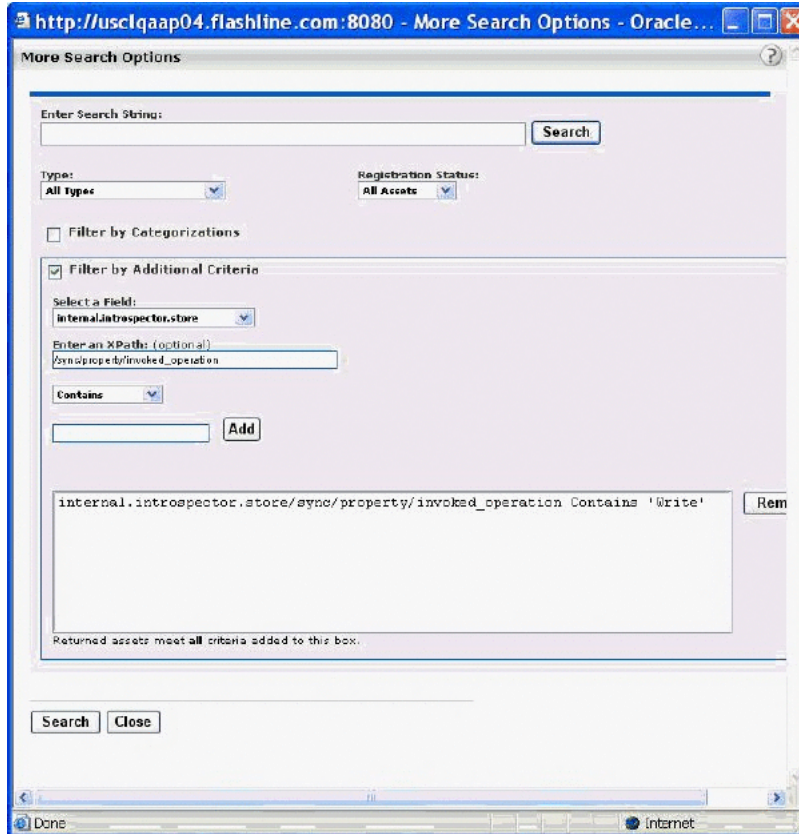 http://usclqaap04.flashline.com:8080 - More Search Options - Oracle...
More Search Options
?
Enter Search String:
Search
Type: Registration Status:
All Types All Assets
Filter by Categorizations
Filter by Additional Criteria
Select a Field:
internal.introspector.store
Enter an XPath: (optional)
/sync/property/invoked_operation
Contains
Add
internal.introspector.store/sync/property/invoked_operation Contains 'Write'
Rem
Returned assets meet all criteria added to this box.
Search Close
Done Internet